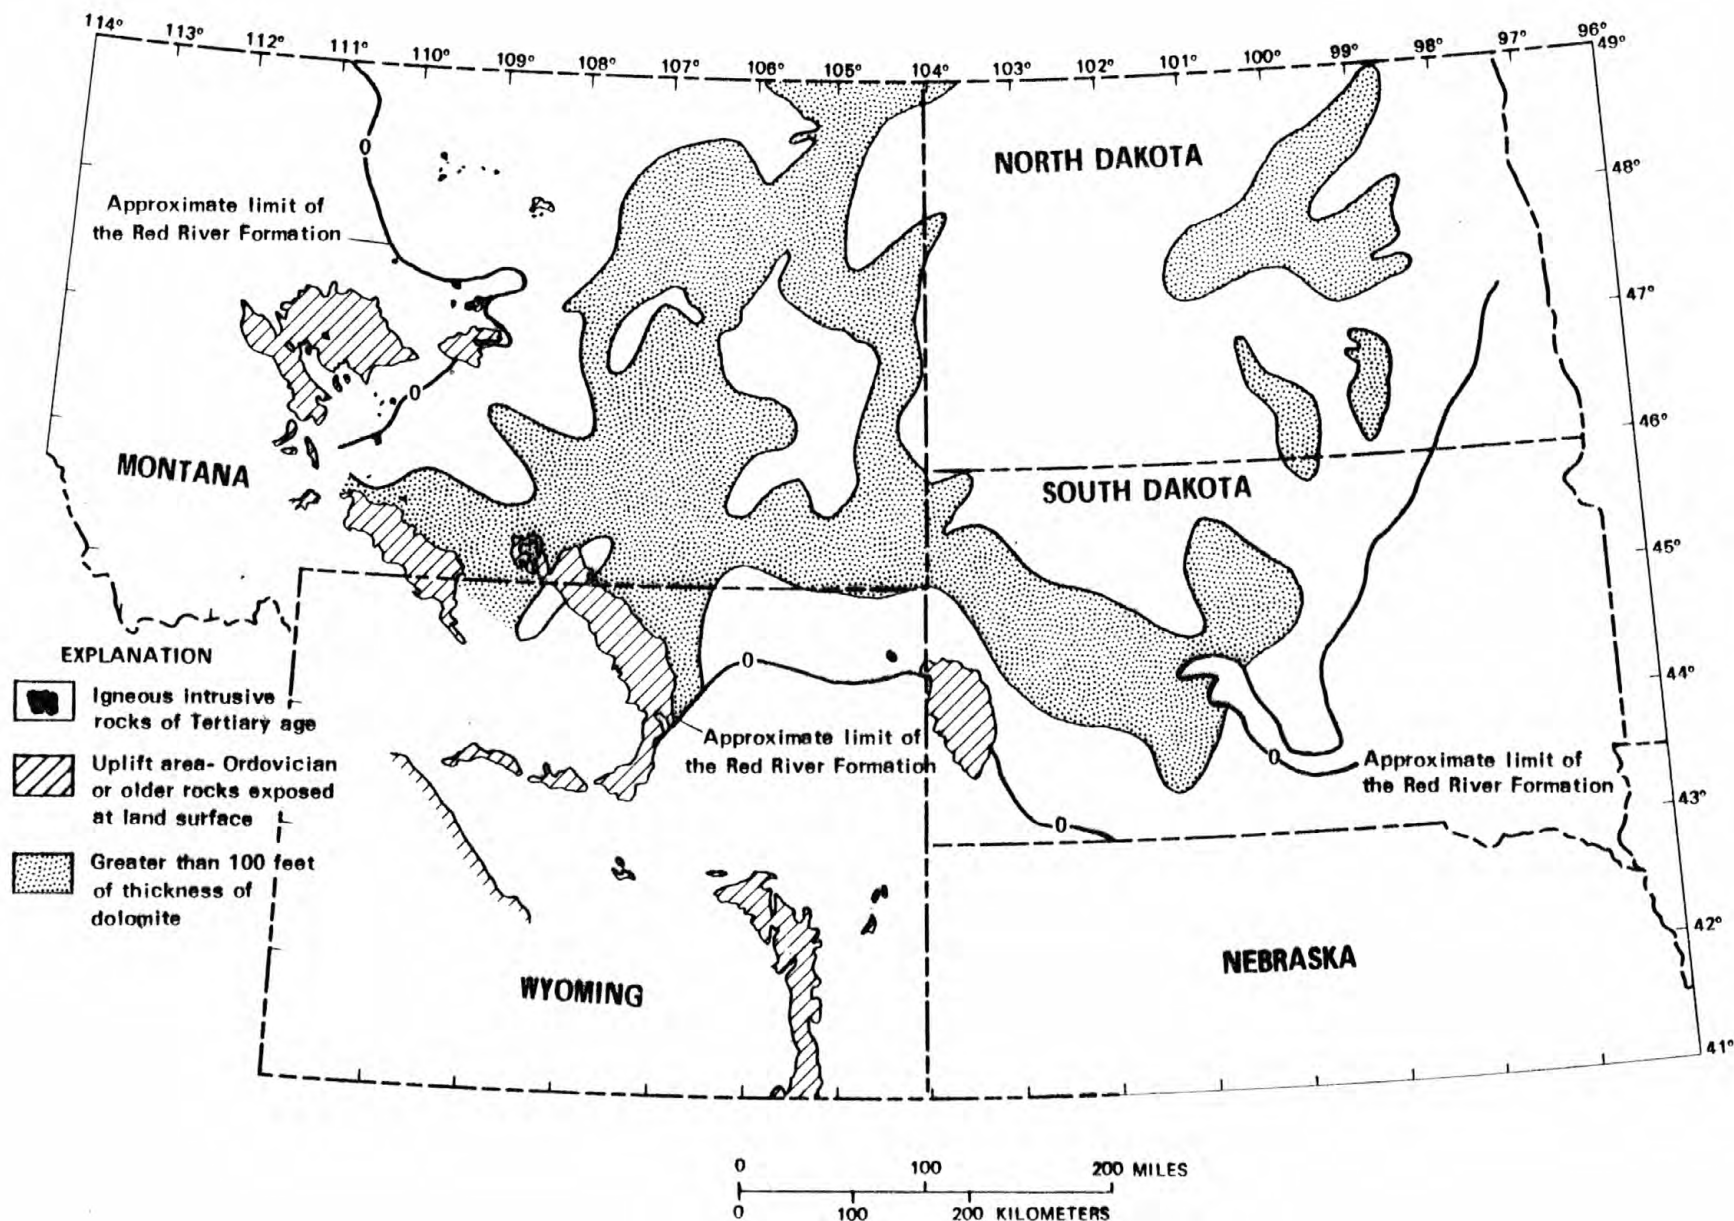 114°
113°
112°
111°
110°
109°
108°
107°
106°
105°
104°
103°
102°
101°
100°
99°
98°
97°
96°
49°
48°
47°
46°
45°
44°
43°
42°
41°
NORTH DAKOTA
0
Approximate limit of
the Red River Formation
0
MONTANA
SOUTH DAKOTA
EXPLANATION
Igneous intrusive
rocks of Tertiary age
Uplift area- Ordovician
or older rocks exposed
at land surface
Greater than 100 feet
of thickness of
dolomite
0
Approximate limit of
the Red River Formation
0
Approximate limit of
the Red River Formation
0
WYOMING
NEBRASKA
0 100 200 MILES
0 100 200 KILOMETERS